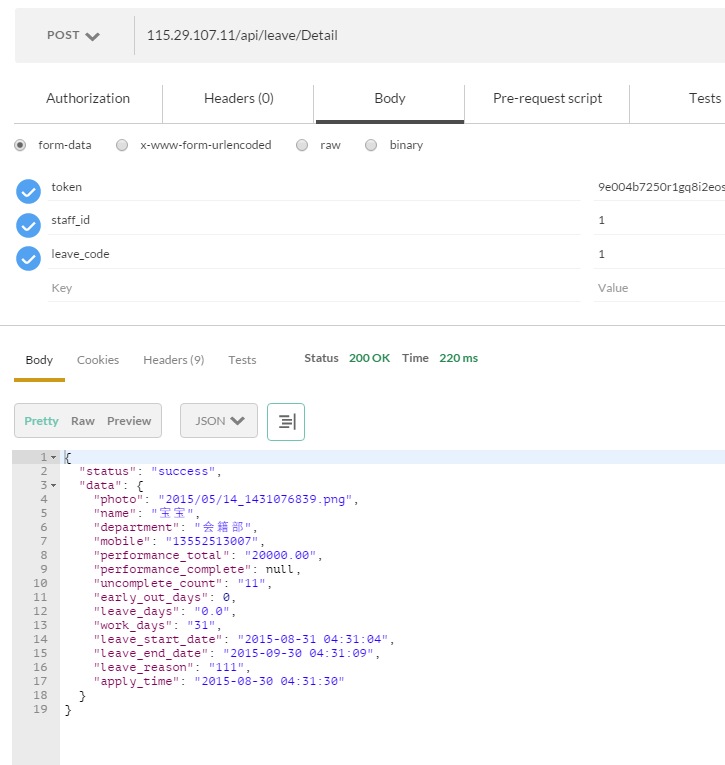 POST 115.29.107.11/api/leave/Detail
Authorization Headers (0) Body Pre-request script Tests
form-data x-www-form-urlencoded raw binary
token 9e004b7250r1gq8i2eos
staff_id 1
leave_code 1
Key Value
Body Cookies Headers (9) Tests Status 200 OK Time 220 ms
Pretty Raw Preview JSON
1 {
2 "status": "success",
3 "data": {
4 "photo": "2015/05/14_1431076839.png",
5 "name": "宝宝",
6 "department": "会籍部",
7 "mobile": "13552513007",
8 "performance_total": "20000.00",
9 "performance_complete": null,
10 "uncomplete_count": "11",
11 "early_out_days": 0,
12 "leave_days": "0.0",
13 "work_days": "31",
14 "leave_start_date": "2015-08-31 04:31:04",
15 "leave_end_date": "2015-09-30 04:31:09",
16 "leave_reason": "111",
17 "apply_time": "2015-08-30 04:31:30"
18 }
19 }